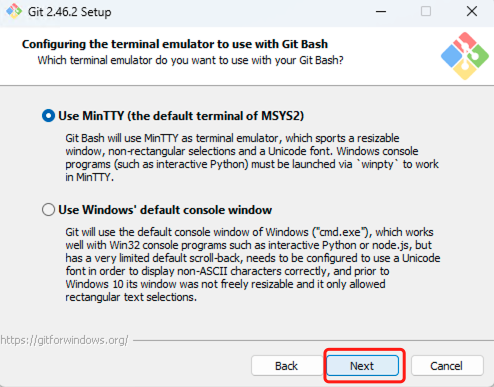 Git 2.46.2 Setup
Configuring the terminal emulator to use with Git Bash
Which terminal emulator do you want to use with your Git Bash?
Use MinTTY (the default terminal of MSYS2)
Git Bash will use MinTTY as terminal emulator, which sports a resizable
window, non-rectangular selections and a Unicode font. Windows console
programs (such as interactive Python) must be launched via `winpty` to work
in MinTTY.
Use Windows' default console window
Git will use the default console window of Windows ("cmd.exe"), which works
well with Win32 console programs such as interactive Python or node.js, but
has a very limited default scroll-back, needs to be configured to use a Unicode
font in order to display non-ASCII characters correctly, and prior to
Windows 10 its window was not freely resizable and it only allowed
rectangular text selections.
https://gitforwindows.org/
Back Next Cancel